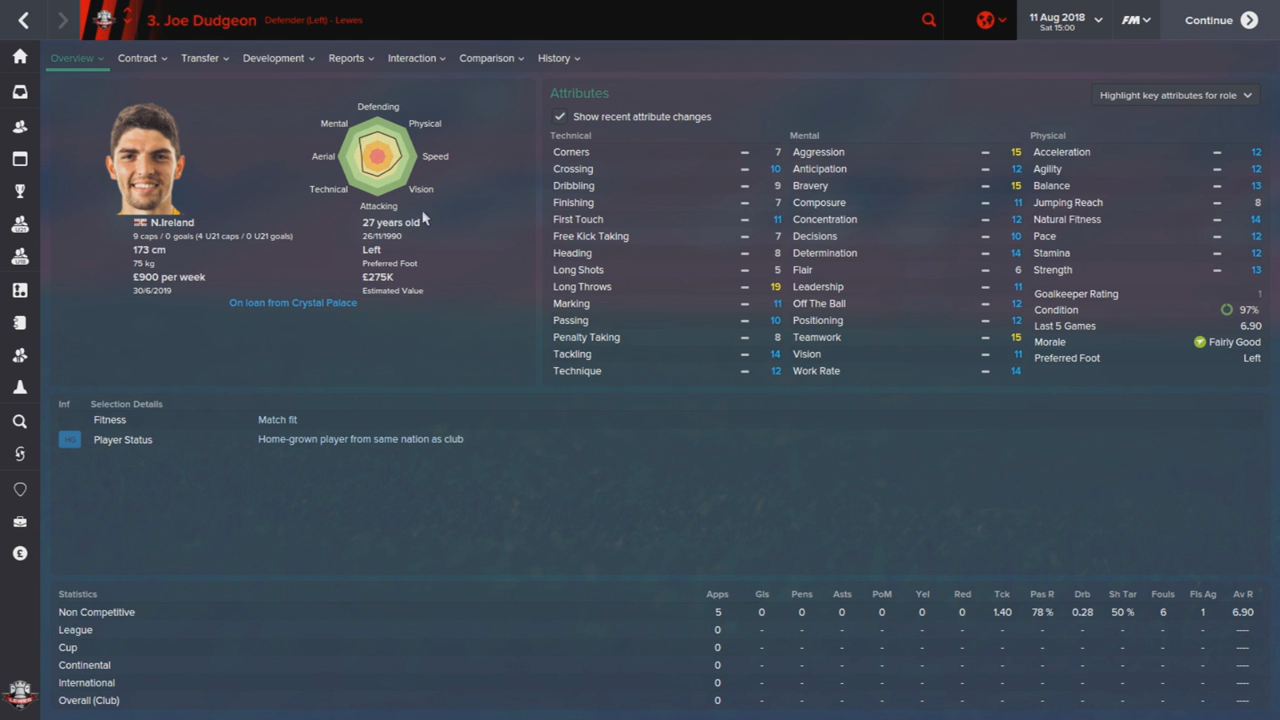 3. Joe Dudgeon Defender (Left) - Lewes
11 Aug 2018
Sat 15:00
FM
Continue
Overview Contract Transfer Development Reports Interaction Comparison History
Defending
Mental Physical
Aerial Speed
Technical Vision
Attacking
N.Ireland 27 years old
9 caps / 0 goals (4 U21 caps / 0 U21 goals) 26/11/1990
173 cm Left
75 kg Preferred Foot
£900 per week £275K
30/6/2019 Estimated Value
On loan from Crystal Palace
Attributes
Highlight key attributes for role
Show recent attribute changes
Technical Mental Physical
Corners – 7 Aggression – 15 Acceleration – 12
Crossing – 10 Anticipation – 12 Agility – 12
Dribbling – 9 Bravery – 15 Balance – 13
Finishing – 7 Composure – 11 Jumping Reach – 8
First Touch – 11 Concentration – 12 Natural Fitness – 14
Free Kick Taking – 7 Decisions – 10 Pace – 12
Heading – 8 Determination – 14 Stamina – 12
Long Shots – 5 Flair – 6 Strength – 13
Long Throws – 19 Leadership – 11 Goalkeeper Rating 1
Marking – 11 Off The Ball – 12 Condition 97%
Passing – 10 Positioning – 12 Last 5 Games 6.90
Penalty Taking – 8 Teamwork – 15 Morale Fairly Good
Tackling – 14 Vision – 11 Preferred Foot Left
Technique – 12 Work Rate – 14
Inf Selection Details
Fitness Match fit
HG Player Status Home-grown player from same nation as club
Statistics Apps Gls Pens Asts PoM Yel Red Tck Pas R Drb Sh Tar Fouls Fls Ag Av R
Non Competitive 5 0 0 0 0 0 0 1.40 78 % 0.28 50 % 6 1 6.90
League 0 - - - - - - - - - - - - ----
Cup 0 - - - - - - - - - - - - ----
Continental 0 - - - - - - - - - - - - ----
International 0 - - - - - - - - - - - - ----
Overall (Club) 0 - - - - - - - - - - - - ----